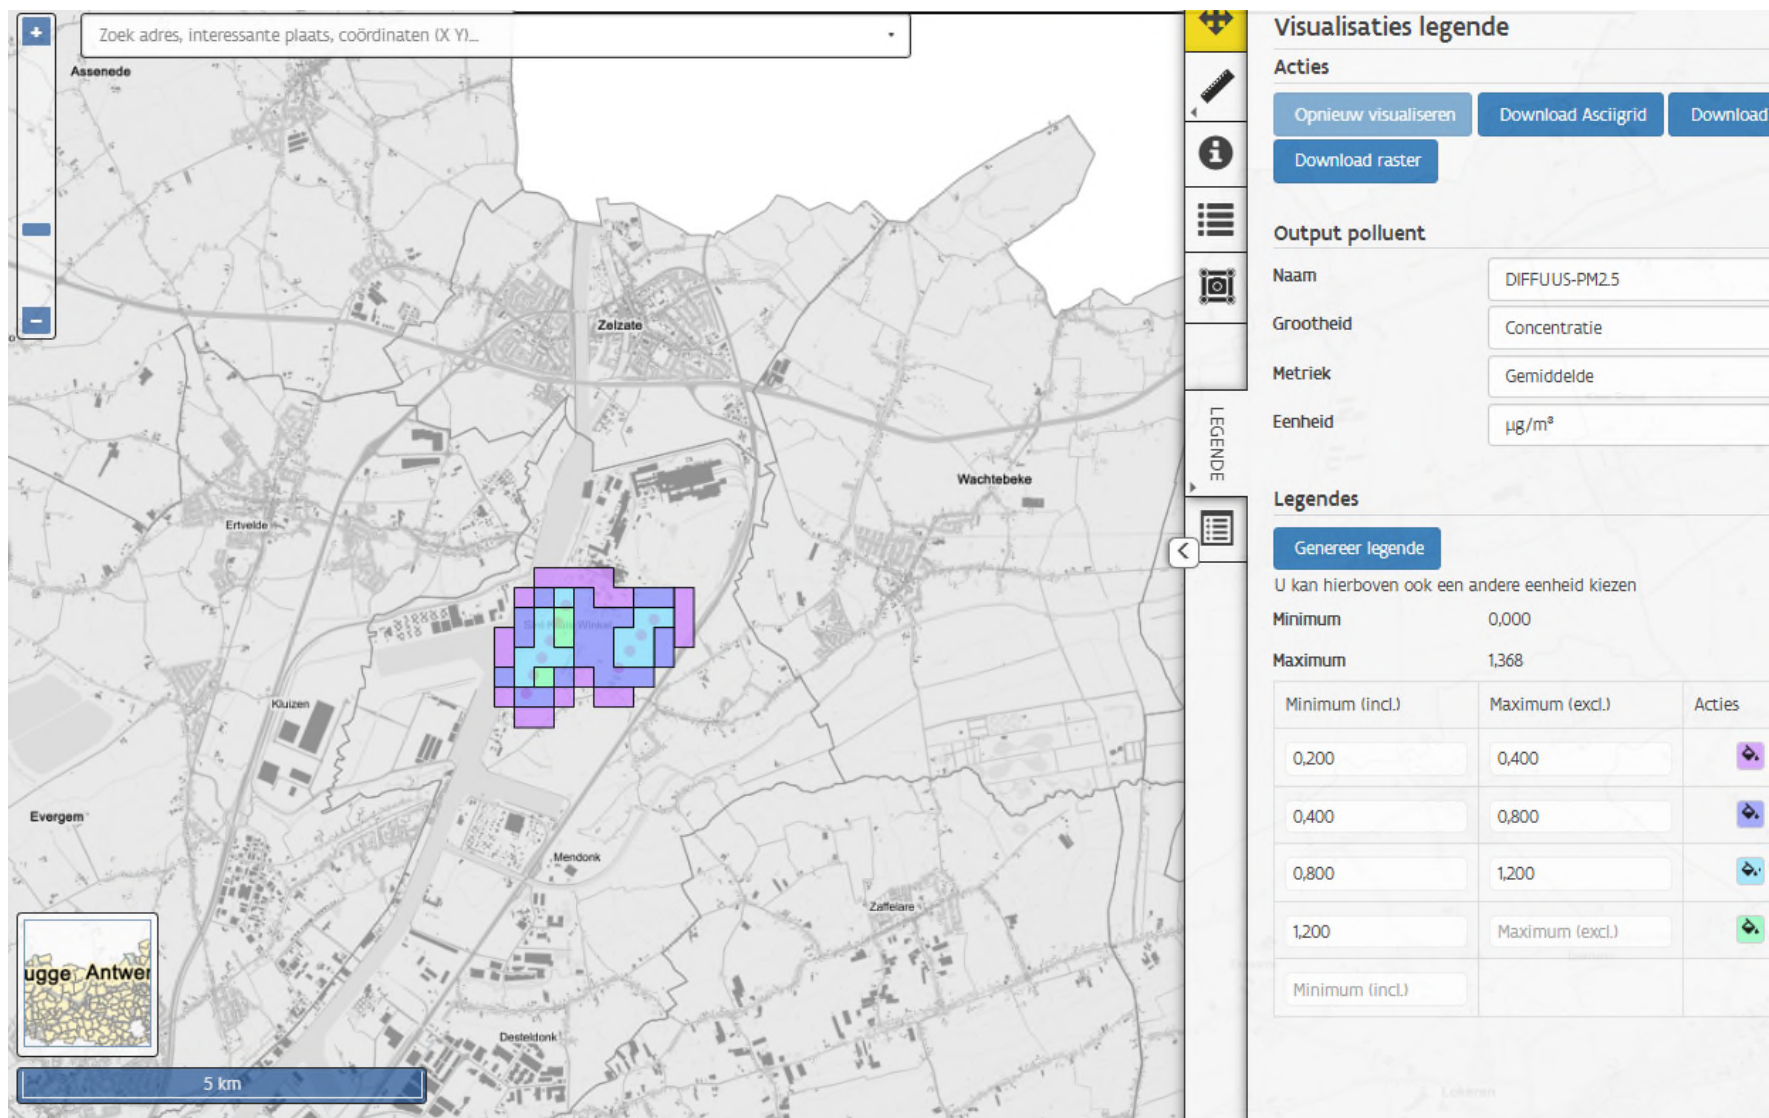 Zoek adres, interessante plaats, coördinaten (X Y)...
Assenede
Zelzate
Wachtebeke
Ertvelde
Sint-Kruis-Winkel
Kluizen
Evergem
Mendonk
Zaffelare
Desteldonk
ugge Antwer
5 km
LEGENDE
Visualisaties legende
Acties
Opnieuw visualiseren
Download Asciigrid
Download
Download raster
Output polluent
Naam
DIFFUUS-PM2.5
Grootheid
Concentratie
Metriek
Gemiddelde
Eenheid
µg/m³
Legendes
Genereer legende
U kan hierboven ook een andere eenheid kiezen
Minimum 0,000
Maximum 1,368
Minimum (incl.) Maximum (excl.) Acties
0,200 0,400
0,400 0,800
0,800 1,200
1,200 Maximum (excl.)
Minimum (incl.)
Lokeren